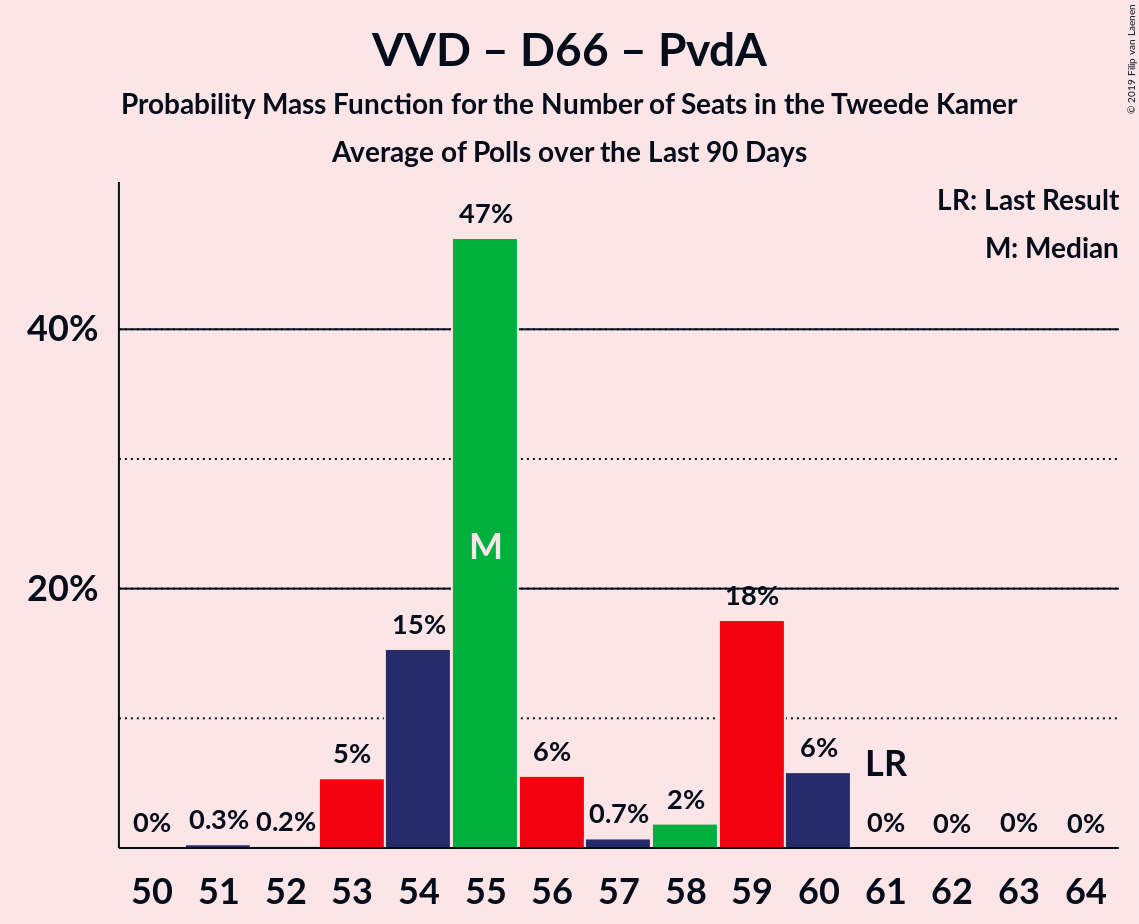 VVD – D66 – PvdA
Probability Mass Function for the Number of Seats in the Tweede Kamer
Average of Polls over the Last 90 Days
© 2019 Filip van Laenen
LR: Last Result
M: Median
40%
20%
0%
0.3%
0.2%
5%
15%
47%
M
6%
0.7%
2%
18%
6%
LR
0%
0%
0%
0%
50 51 52 53 54 55 56 57 58 59 60 61 62 63 64